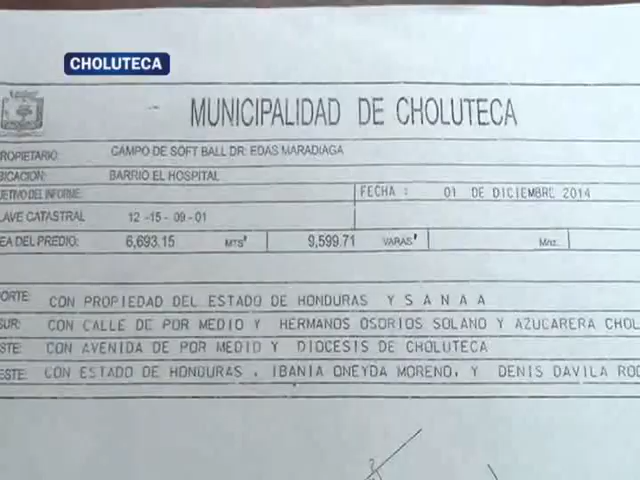 CHOLUTECA
MUNICIPALIDAD DE CHOLUTECA
ROPIETARIO: CAMPO DE SOFT BALL DR. EDAS MARADIAGA
BICACION: BARRIO EL HOSPITAL
JETIVO DEL INFORME FECHA : 01 DE DICIEMBRE 2014
LAVE CATASTRAL 12 -15 - 09 - 01
EA DEL PREDIO: 6,693.15 MTS² 9,599.71 VARAS² Mnz.
ORTE: CON PROPIEDAD DEL ESTADO DE HONDURAS Y S A N A A
SUR: CON CALLE DE POR MEDIO Y HERMANOS OSORIOS SOLANO Y AZUCARERA CHOL
STE: CON AVENIDA DE POR MEDIO Y DIOCESIS DE CHOLUTECA
ESTE: CON ESTADO DE HONDURAS , IBANIA ONEYDA MORENO, Y DENIS DAVILA ROD